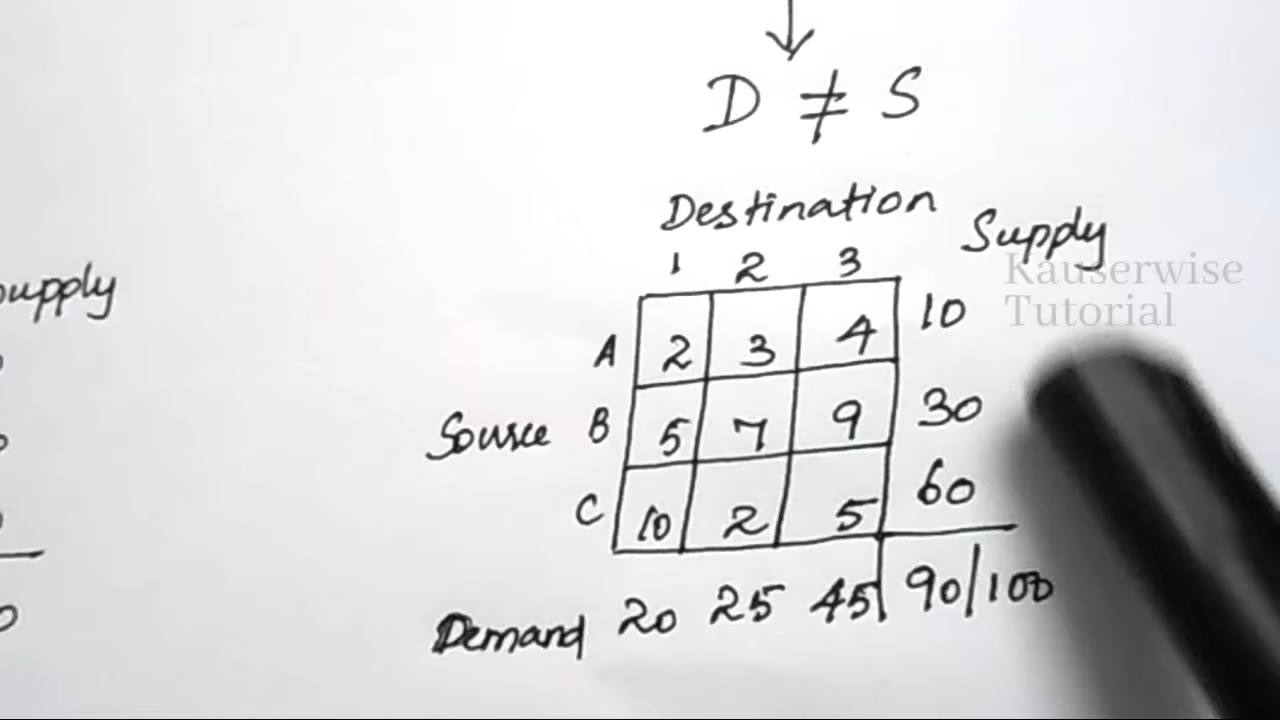 D ≠ S
Destination Supply
1 2 3
A 2 3 4 10
Source B 5 7 9 30
C 10 2 5 60
Demand 20 25 45 90/100
supply
Kauserwise
Tutorial